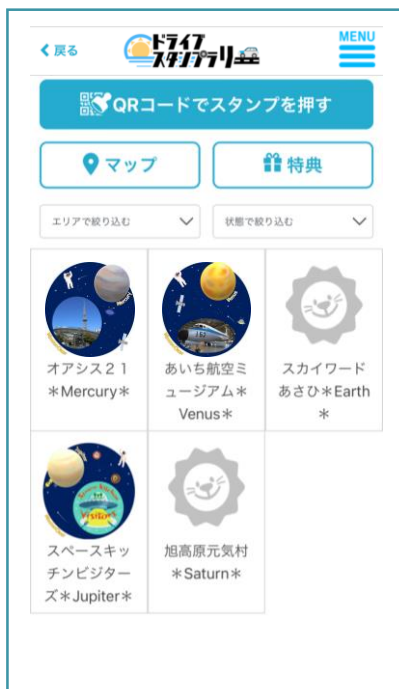 戻る
ドライブ
スタンプラリー
MENU
QRコードでスタンプを押す
マップ
特典
エリアで絞り込む
状態で絞り込む
Mercury
オアシス21
＊Mercury＊
あいち航空ミ
ュージアム＊
Venus＊
スカイワード
あさひ＊Earth
＊
VISITORS
スペースキッ
チンビジター
ズ＊Jupiter＊
旭高原元気村
＊Saturn＊